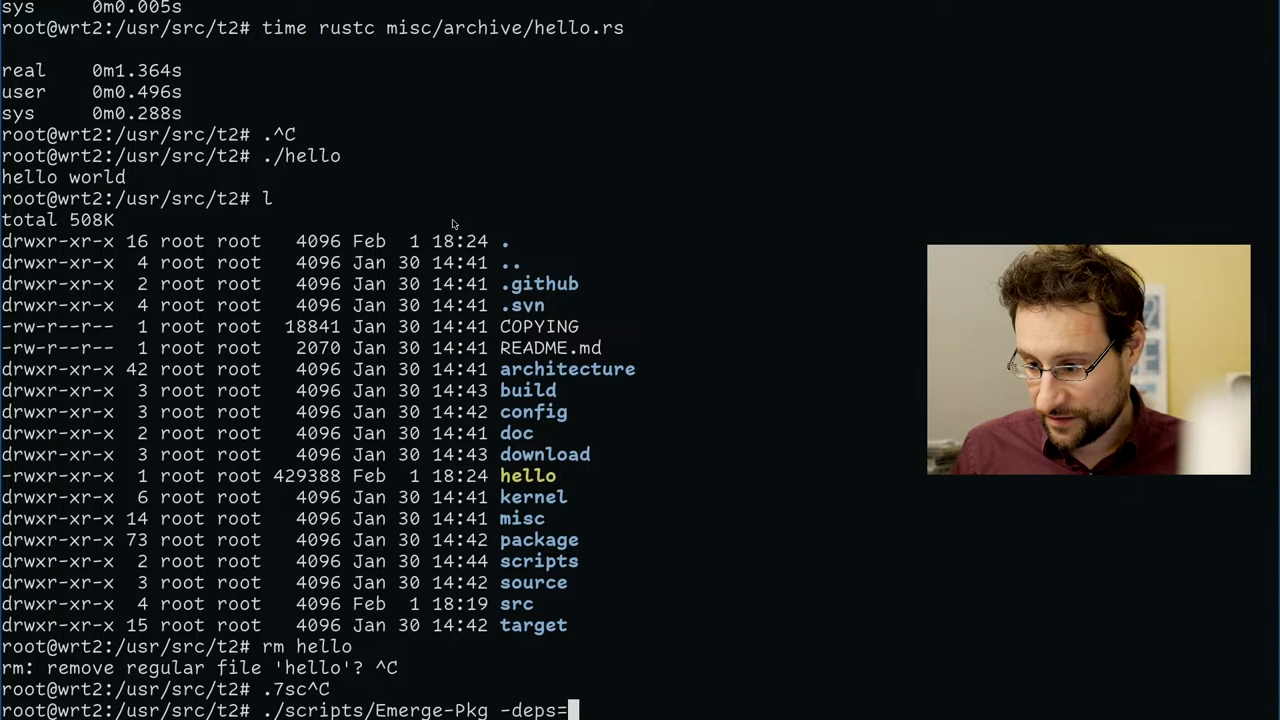 sys     0m0.005s
root@wrt2:/usr/src/t2# time rustc misc/archive/hello.rs
real    0m1.364s
user    0m0.496s
sys     0m0.288s
root@wrt2:/usr/src/t2# .^C
root@wrt2:/usr/src/t2# ./hello
hello world
root@wrt2:/usr/src/t2# l
total 508K
drwxr-xr-x 16 root root   4096 Feb  1 18:24 .
drwxr-xr-x  4 root root   4096 Jan 30 14:41 ..
drwxr-xr-x  2 root root   4096 Jan 30 14:41 .github
drwxr-xr-x  4 root root   4096 Jan 30 14:41 .svn
-rw-r--r--  1 root root  18841 Jan 30 14:41 COPYING
-rw-r--r--  1 root root   2070 Jan 30 14:41 README.md
drwxr-xr-x 42 root root   4096 Jan 30 14:41 architecture
drwxr-xr-x  3 root root   4096 Jan 30 14:43 build
drwxr-xr-x  3 root root   4096 Jan 30 14:42 config
drwxr-xr-x  2 root root   4096 Jan 30 14:41 doc
drwxr-xr-x  3 root root   4096 Jan 30 14:43 download
-rwxr-xr-x  1 root root 429388 Feb  1 18:24 hello
drwxr-xr-x  6 root root   4096 Jan 30 14:41 kernel
drwxr-xr-x 14 root root   4096 Jan 30 14:41 misc
drwxr-xr-x 73 root root   4096 Jan 30 14:42 package
drwxr-xr-x  2 root root   4096 Jan 30 14:44 scripts
drwxr-xr-x  3 root root   4096 Jan 30 14:42 source
drwxr-xr-x  4 root root   4096 Feb  1 18:19 src
drwxr-xr-x 15 root root   4096 Jan 30 14:42 target
root@wrt2:/usr/src/t2# rm hello
rm: remove regular file 'hello'? ^C
root@wrt2:/usr/src/t2# .7sc^C
root@wrt2:/usr/src/t2# ./scripts/Emerge-Pkg -deps=